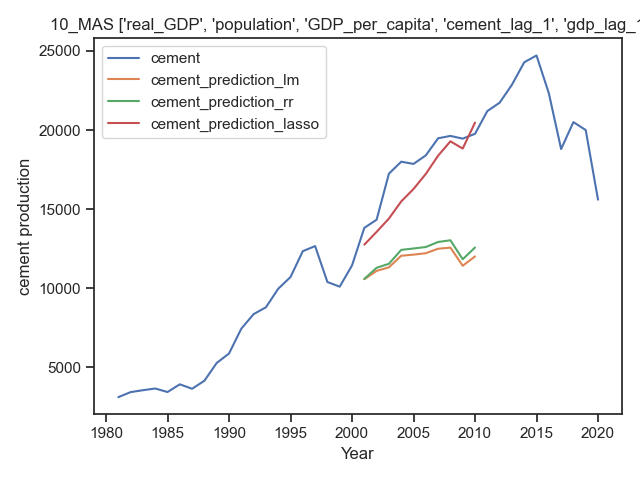 10_MAS ['real_GDP', 'population', 'GDP_per_capita', 'cement_lag_1', 'gdp_lag_1
cement
cement_prediction_lm
cement_prediction_rr
cement_prediction_lasso
25000
20000
15000
10000
5000
cement production
1980 1985 1990 1995 2000 2005 2010 2015 2020
Year